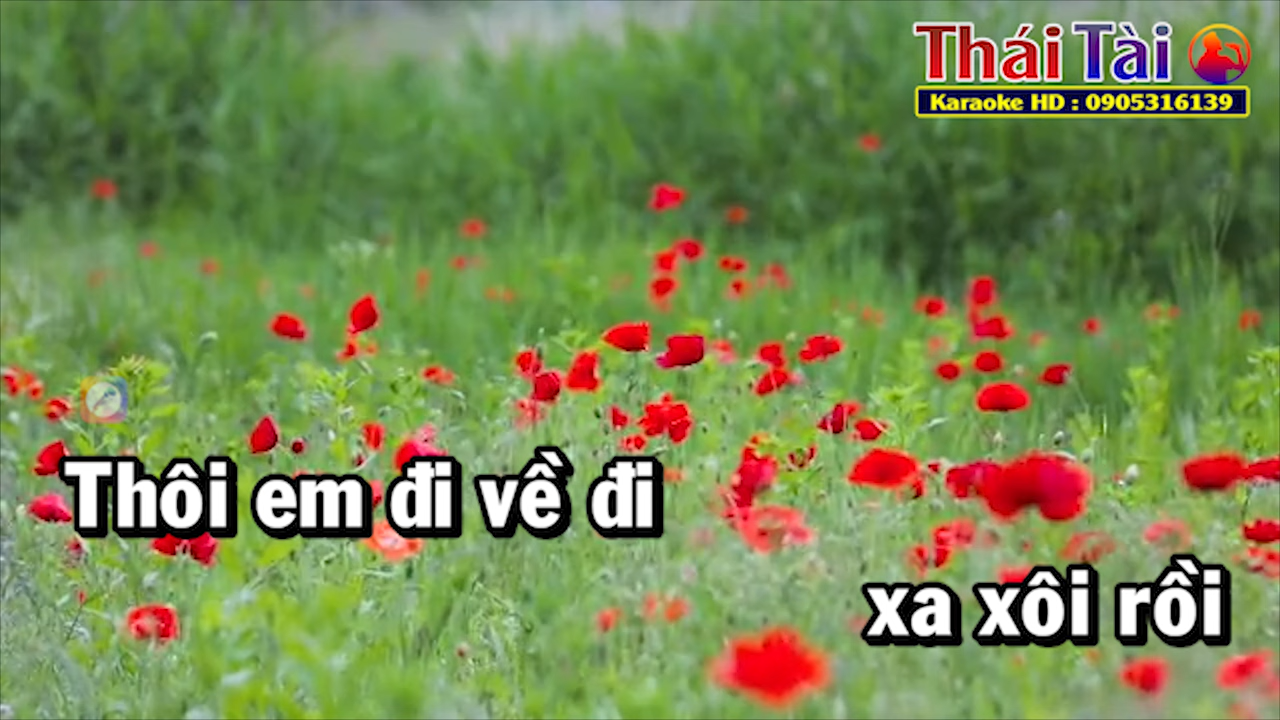 Thái Tài
Karaoke HD : 0905316139
Thôi em đi về đi
xa xôi rồi